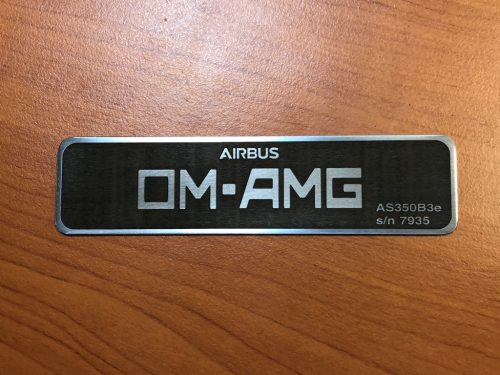 AIRBUS
OM-AMG
AS350B3e
s/n 7935